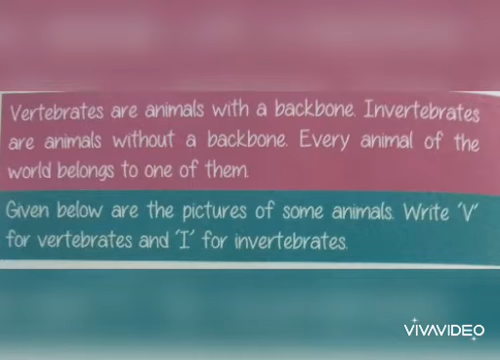 Vertebrates are animals with a backbone. Invertebrates
are animals without a backbone. Every animal of the
world belongs to one of them.
Given below are the pictures of some animals. Write 'V'
for vertebrates and 'I' for invertebrates.
VIVAVIDEO